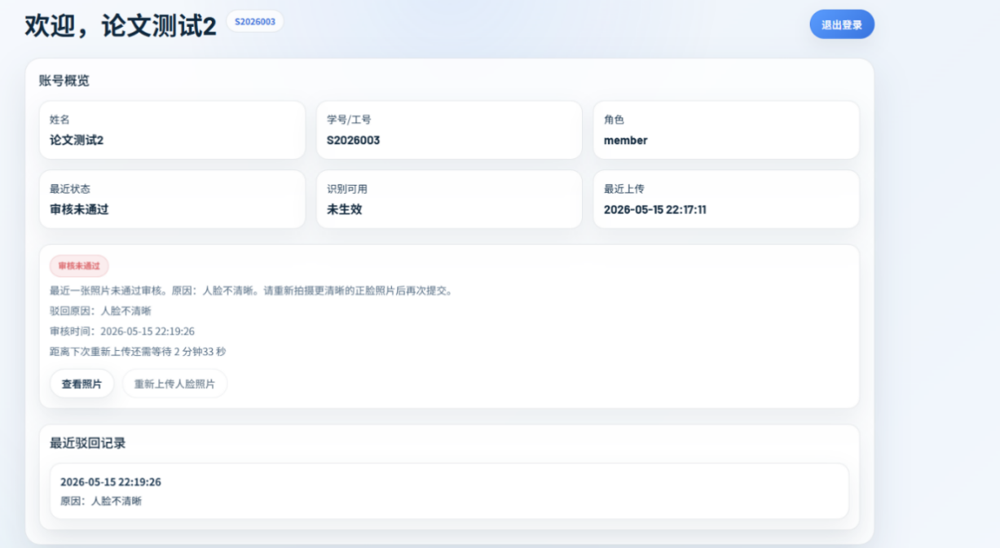 欢迎，论文测试2 S2026003 退出登录
账号概览
姓名 学号/工号 角色
论文测试2 S2026003 member
最近状态 识别可用 最近上传
审核未通过 未生效 2026-05-15 22:17:11
审核未通过
最近一张照片未通过审核。原因：人脸不清晰。请重新拍摄更清晰的正脸照片后再次提交。
驳回原因：人脸不清晰
审核时间：2026-05-15 22:19:26
距离下次重新上传还需等待 2 分钟33 秒
查看照片 重新上传人脸照片
最近驳回记录
2026-05-15 22:19:26
原因：人脸不清晰